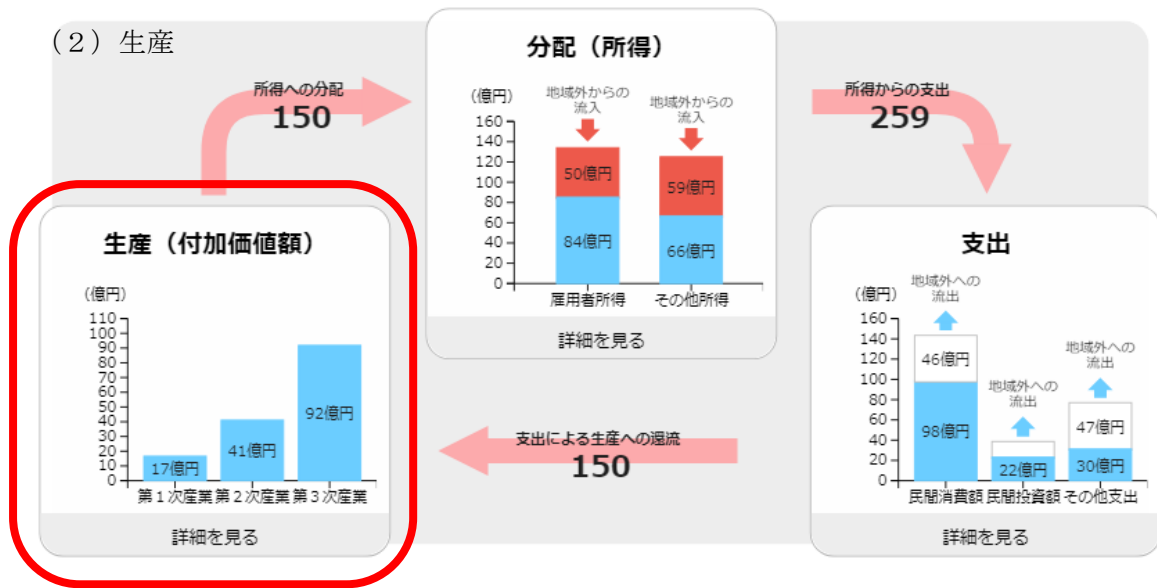 （２）生産
所得への分配
150
分配（所得）
（億円）
地域外からの
流入
地域外からの
流入
160
140
120
100
80
60
40
20
0
50億円
84億円
59億円
66億円
雇用者所得
その他所得
詳細を見る
所得からの支出
259
生産（付加価値額）
（億円）
110
100
90
80
70
60
50
40
30
20
10
0
17億円
41億円
92億円
第１次産業
第２次産業
第３次産業
詳細を見る
支出による生産への還流
150
支出
（億円）
地域外への
流出
地域外への
流出
地域外への
流出
160
140
120
100
80
60
40
20
0
46億円
98億円
22億円
47億円
30億円
民間消費額
民間投資額
その他支出
詳細を見る